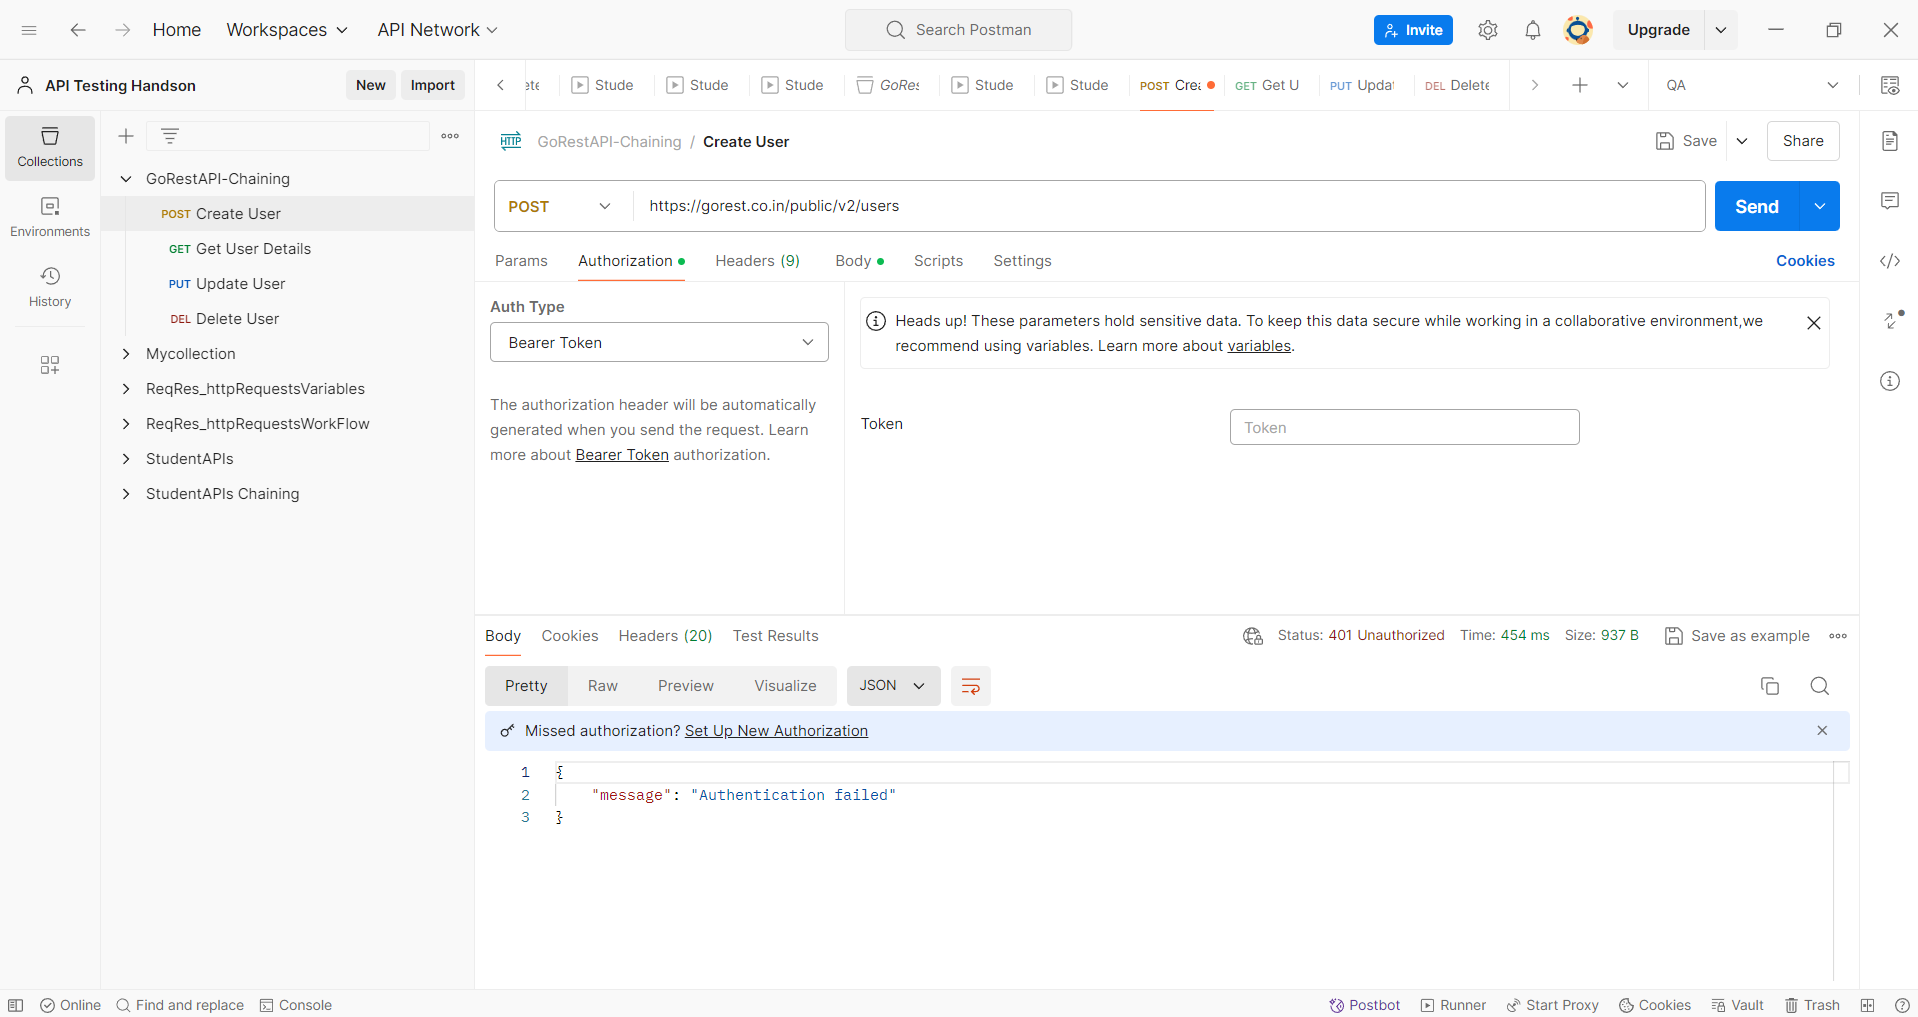 Home
Workspaces
API Network
Search Postman
Invite
Upgrade
API Testing Handson
New
Import
ete
Stude
Stude
Stude
GoRes
Stude
Stude
POST Crea
GET Get U
PUT Updat
DEL Delete
QA
Collections
Environments
History
GoRestAPI-Chaining
POST Create User
GET Get User Details
PUT Update User
DEL Delete User
Mycollection
ReqRes_httpRequestsVariables
ReqRes_httpRequestsWorkFlow
StudentAPIs
StudentAPIs Chaining
HTTP GoRestAPI-Chaining / Create User
Save
Share
POST
https://gorest.co.in/public/v2/users
Send
Params
Authorization
Headers (9)
Body
Scripts
Settings
Cookies
Auth Type
Bearer Token
The authorization header will be automatically
generated when you send the request. Learn
more about Bearer Token authorization.
Heads up! These parameters hold sensitive data. To keep this data secure while working in a collaborative environment,we
recommend using variables. Learn more about variables.
Token
Token
Body
Cookies
Headers (20)
Test Results
Status: 401 Unauthorized
Time: 454 ms
Size: 937 B
Save as example
Pretty
Raw
Preview
Visualize
JSON
Missed authorization? Set Up New Authorization
1 {
2 "message": "Authentication failed"
3 }
Online
Find and replace
Console
Postbot
Runner
Start Proxy
Cookies
Vault
Trash